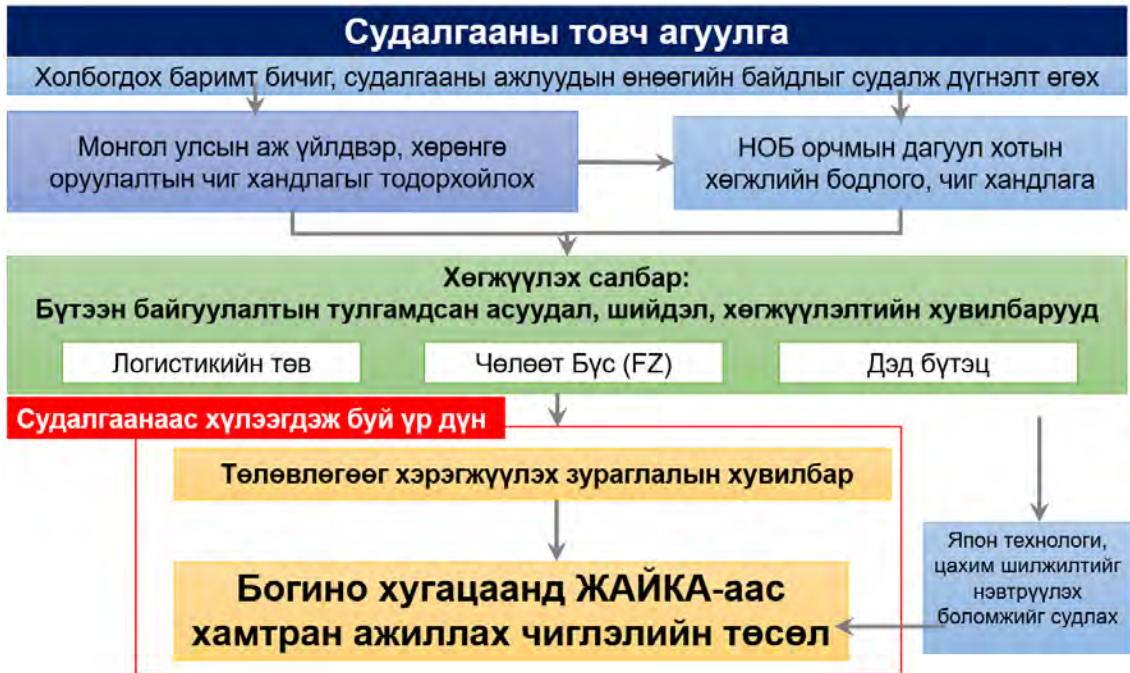 Судалгааны товч агуулга
Холбогдох баримт бичиг, судалгааны ажлуудын өнөөгийн байдлыг судалж дүгнэлт өгөх
Монгол улсын аж үйлдвэр, хөрөнгө
оруулалтын чиг хандлагыг тодорхойлох
НОБ орчмын дагуул хотын
хөгжлийн бодлого, чиг хандлага
Хөгжүүлэх салбар:
Бүтээн байгуулалтын тулгамдсан асуудал, шийдэл, хөгжүүлэлтийн хувилбарууд
Логистикийн төв
Чөлөөт Бүс (FZ)
Дэд бүтэц
Судалгаанаас хүлээгдэж буй үр дүн
Төлөвлөгөөг хэрэгжүүлэх зураглалын хувилбар
Богино хугацаанд ЖАЙКА-аас
хамтран ажиллах чиглэлийн төсөл
Япон технологи,
цахим шилжилтийг
нэвтрүүлэх
боломжийг судлах